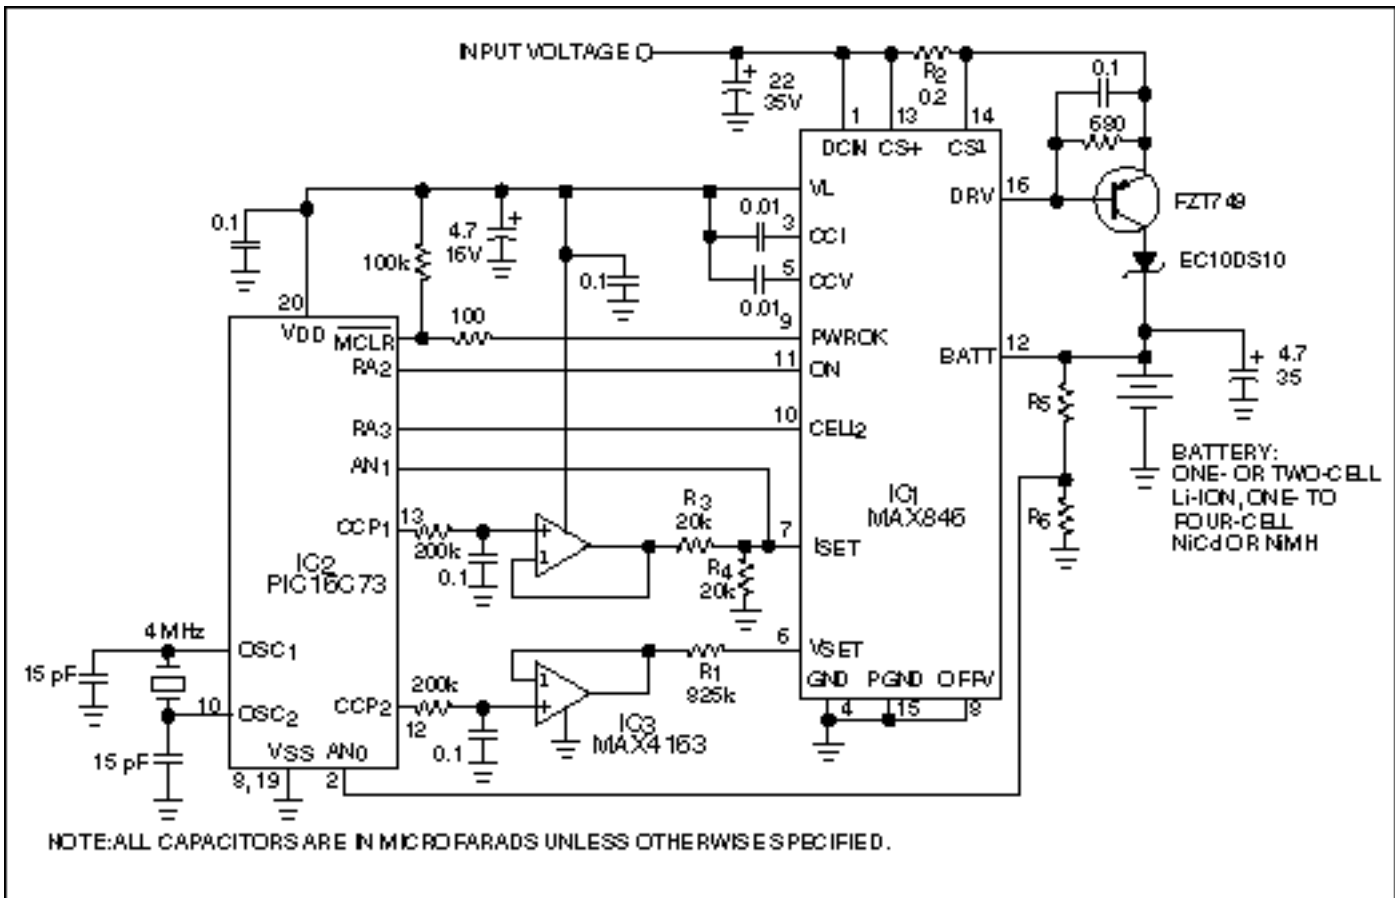 INPUT VOLTAGE
+
22
35V
R2
0.2
0.1
680
1
13
14
DCIN CS+ CS-
VL
DRV
16
FZT749
0.1
4.7
16V
+
0.01
3
CCI
100k
0.1
5
CCV
0.01
EC10DS10
20
VDD
MCLR
100
9
PWROK
BATT
12
+
4.7
35
RA2
11
ON
R5
RA3
10
CELL2
AN1
BATTERY:
ONE- OR TWO-CELL
Li-ION, ONE- TO
FOUR-CELL
NiCd OR NiMH
IC1
MAX846
R6
CCP1
13
200k
0.1
+
1
R3
20k
7
ISET
R4
20k
IC2
PIC16C73
4 MHz
OSC1
15 pF
6
VSET
R1
825k
1
+
200k
CCP2
12
0.1
10
OSC2
IC3
MAX4163
GND PGND OFFV
4
15
8
15 pF
VSS AN0
8, 19
2
NOTE: ALL CAPACITORS ARE IN MICROFARADS UNLESS OTHERWISE SPECIFIED.